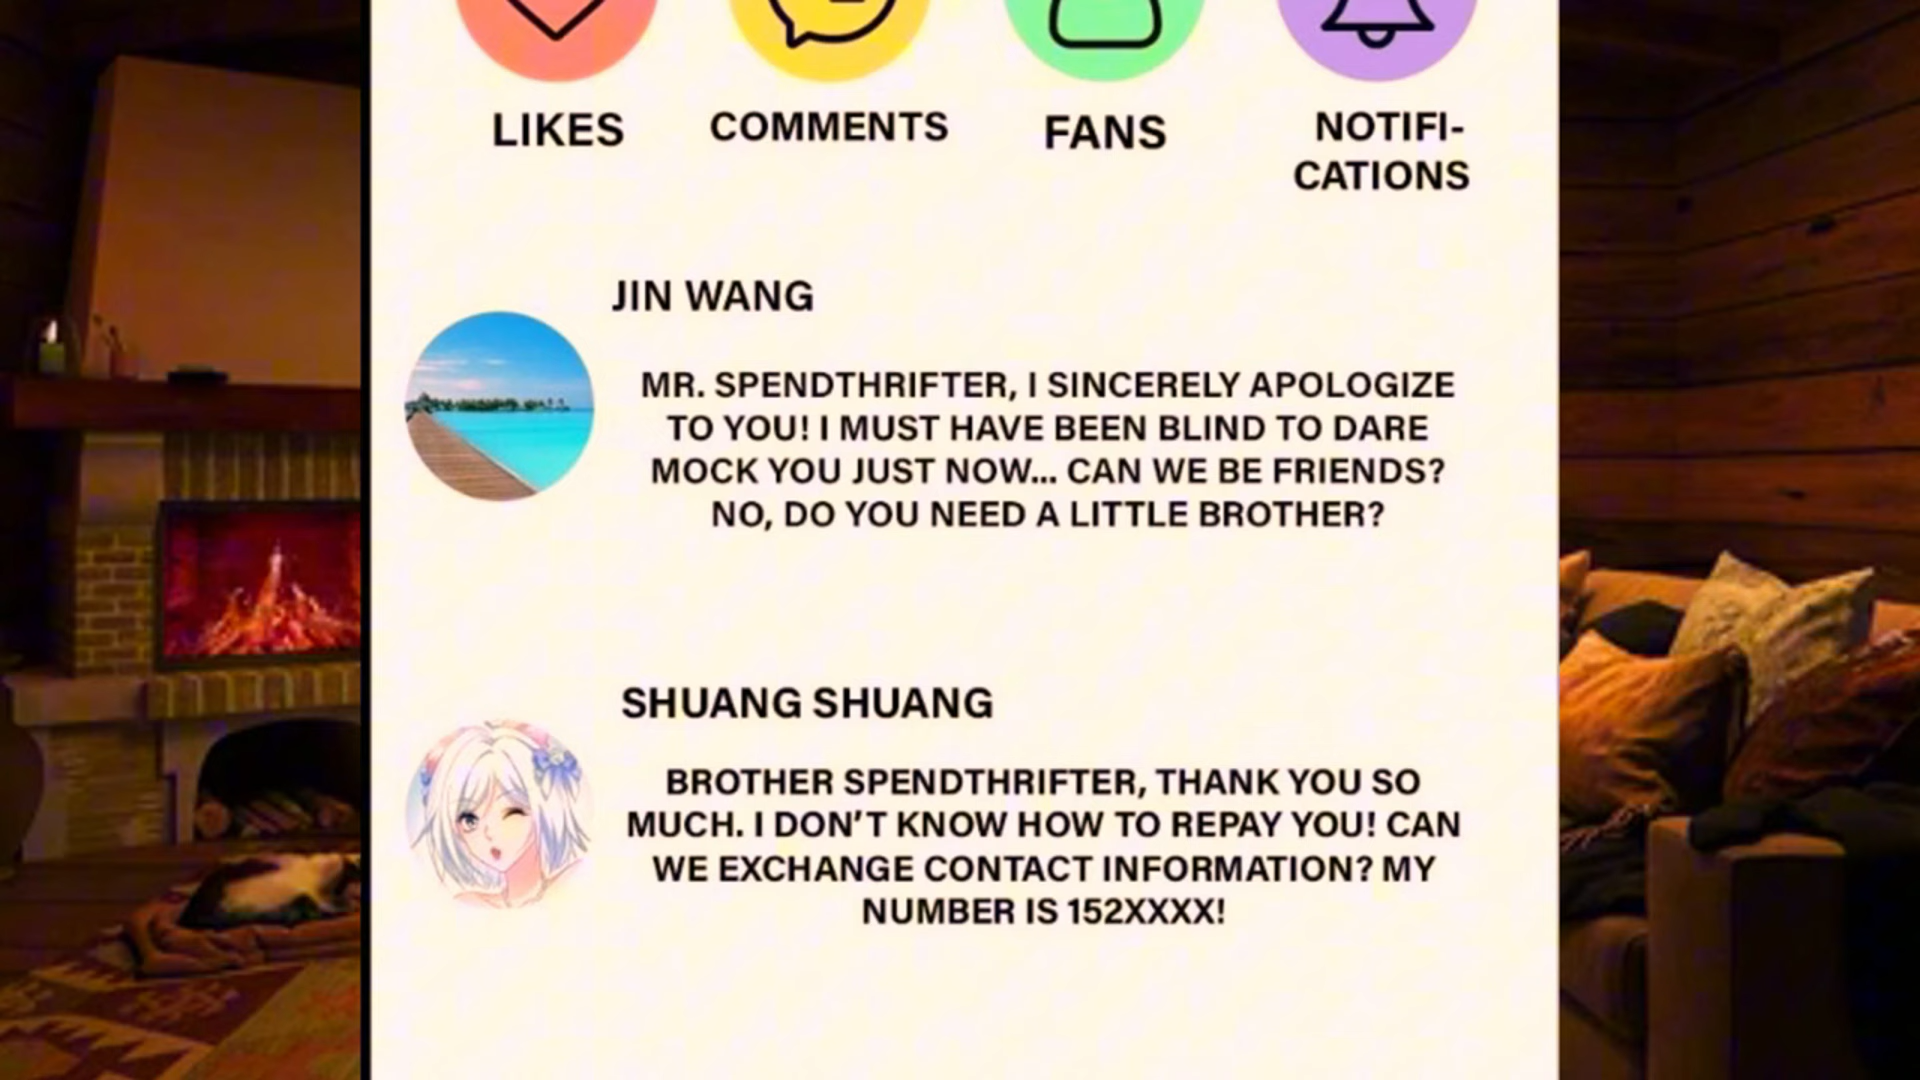 LIKES
COMMENTS
FANS
NOTIFI-
CATIONS
JIN WANG
MR. SPENDTHRIFTER, I SINCERELY APOLOGIZE
TO YOU! I MUST HAVE BEEN BLIND TO DARE
MOCK YOU JUST NOW... CAN WE BE FRIENDS?
NO, DO YOU NEED A LITTLE BROTHER?
SHUANG SHUANG
BROTHER SPENDTHRIFTER, THANK YOU SO
MUCH. I DON'T KNOW HOW TO REPAY YOU! CAN
WE EXCHANGE CONTACT INFORMATION? MY
NUMBER IS 152XXXX!